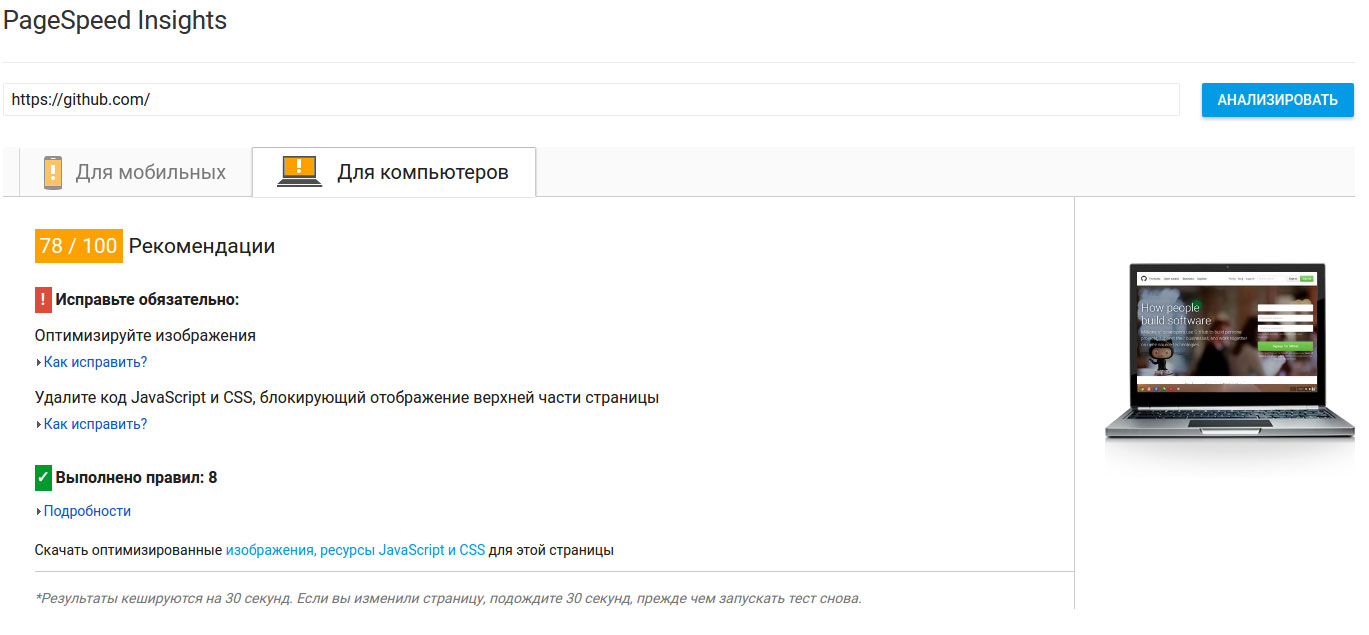 PageSpeed Insights
https://github.com/
АНАЛИЗИРОВАТЬ
Для мобильных
Для компьютеров
78 / 100 Рекомендации
! Исправьте обязательно:
Оптимизируйте изображения
Как исправить?
Удалите код JavaScript и CSS, блокирующий отображение верхней части страницы
Как исправить?
Выполнено правил: 8
Подробности
Скачать оптимизированные изображения, ресурсы JavaScript и CSS для этой страницы
*Результаты кешируются на 30 секунд. Если вы изменили страницу, подождите 30 секунд, прежде чем запускать тест снова.
How people
build software